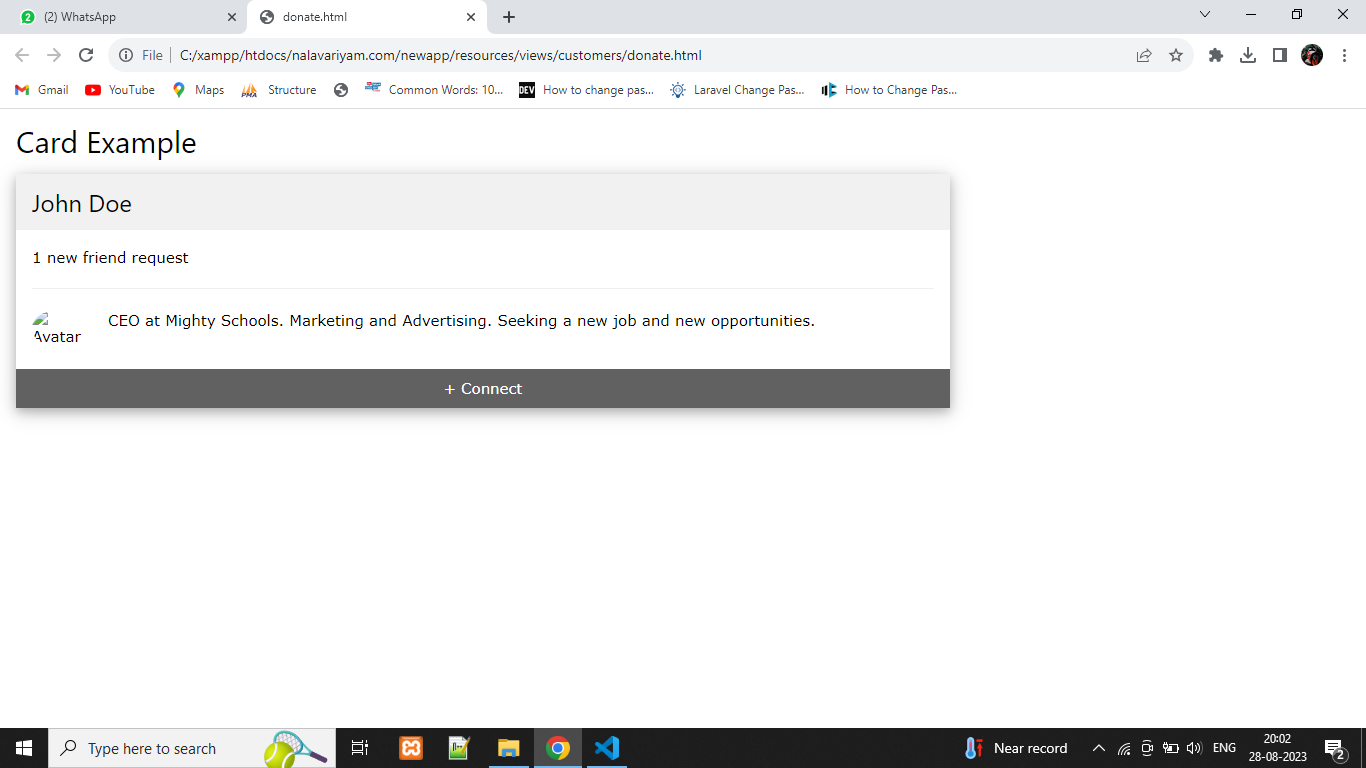 (2) WhatsApp
donate.html
File | C:/xampp/htdocs/nalavariyam.com/newapp/resources/views/customers/donate.html
Gmail YouTube Maps Structure Common Words: 10... DEV How to change pas... Laravel Change Pas... How to Change Pas...
Card Example
John Doe
1 new friend request
Avatar
CEO at Mighty Schools. Marketing and Advertising. Seeking a new job and new opportunities.
+ Connect
Type here to search
Near record
ENG
20:02
28-08-2023
2